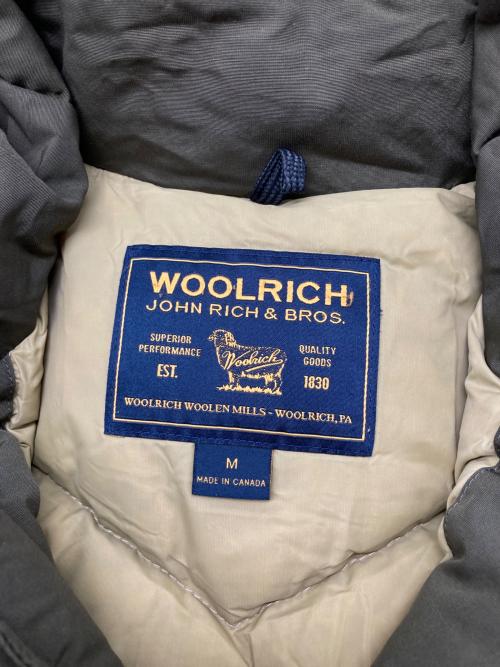 WOOLRICH
JOHN RICH & BROS.
SUPERIOR
PERFORMANCE
EST.
Woolrich
QUALITY
GOODS
1830
WOOLRICH WOOLEN MILLS - WOOLRICH, PA
M
MADE IN CANADA